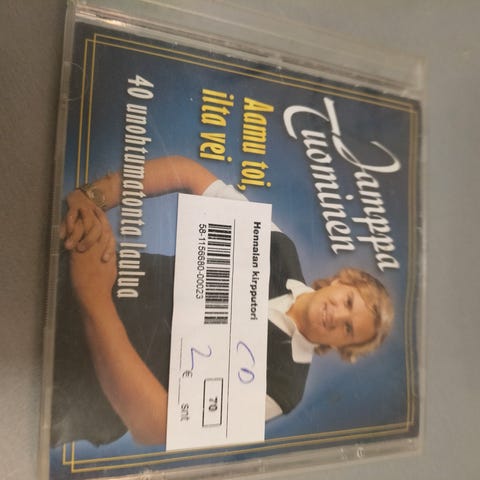 Jamppa
Tuominen
Aamu toi,
ilta vei
40 unohtumatonta laulua
Hennalan kirpputori
58-1156680-00023
CD
70
2 € snt